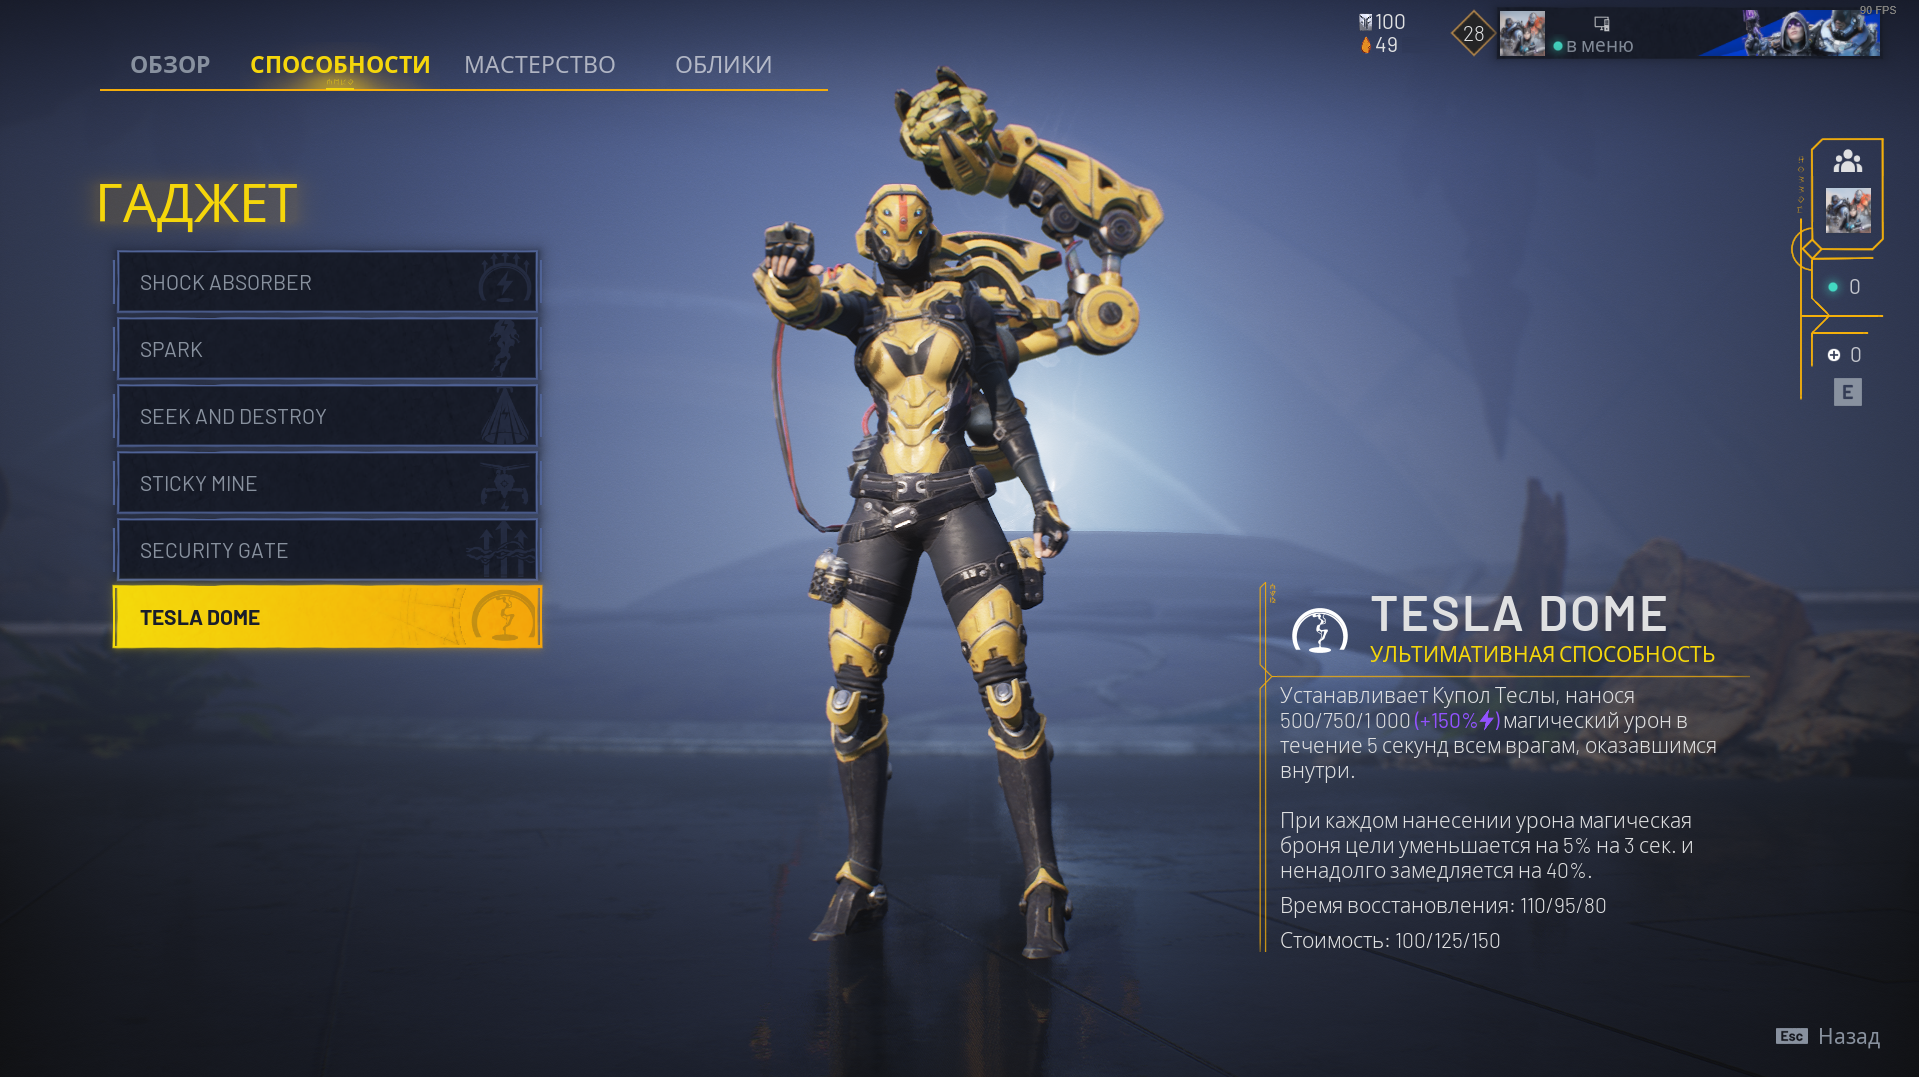 90 FPS
100
49
28
в меню
ОБЗОР
СПОСОБНОСТИ
МАСТЕРСТВО
ОБЛИКИ
ГАДЖЕТ
SHOCK ABSORBER
SPARK
SEEK AND DESTROY
STICKY MINE
SECURITY GATE
TESLA DOME
0
0
E
TESLA DOME
УЛЬТИМАТИВНАЯ СПОСОБНОСТЬ
Устанавливает Купол Теслы, нанося
500/750/1 000 (+150%) магический урон в
течение 5 секунд всем врагам, оказавшимся
внутри.
При каждом нанесении урона магическая
броня цели уменьшается на 5% на 3 сек. и
ненадолго замедляется на 40%.
Время восстановления: 110/95/80
Стоимость: 100/125/150
Esc Назад